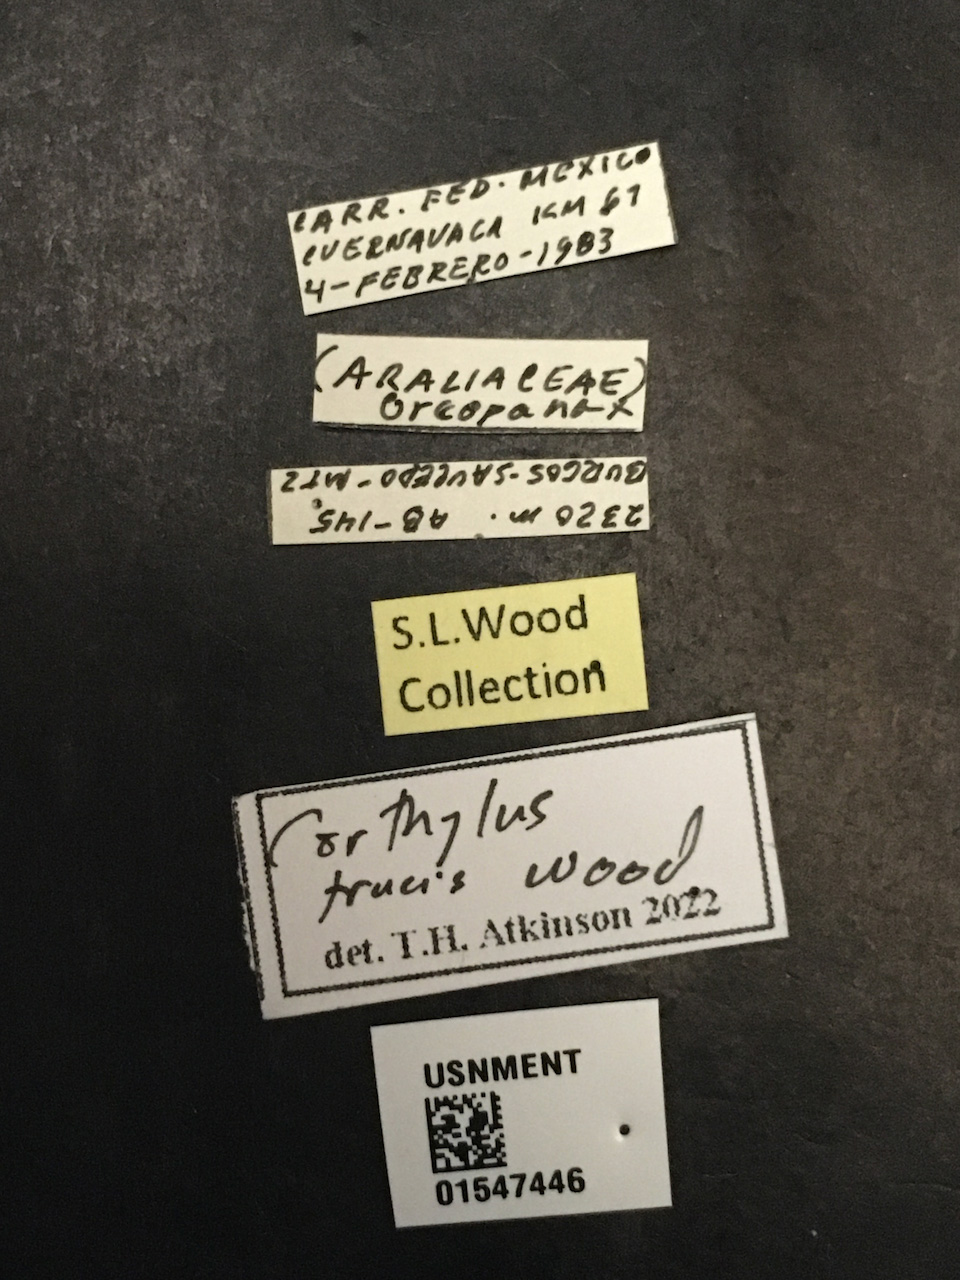 CARR. FED. MEXICO
CUERNAVACA KM 67
4-FEBRERO-1983
(ARALIACEAE)
Oreopanax
2320 m. AB-145.
BURGOS-SAUCEDO-MTZ
S.L.Wood
Collection
Corthylus
trucis Wood
det. T.H. Atkinson 2022
USNMENT
01547446